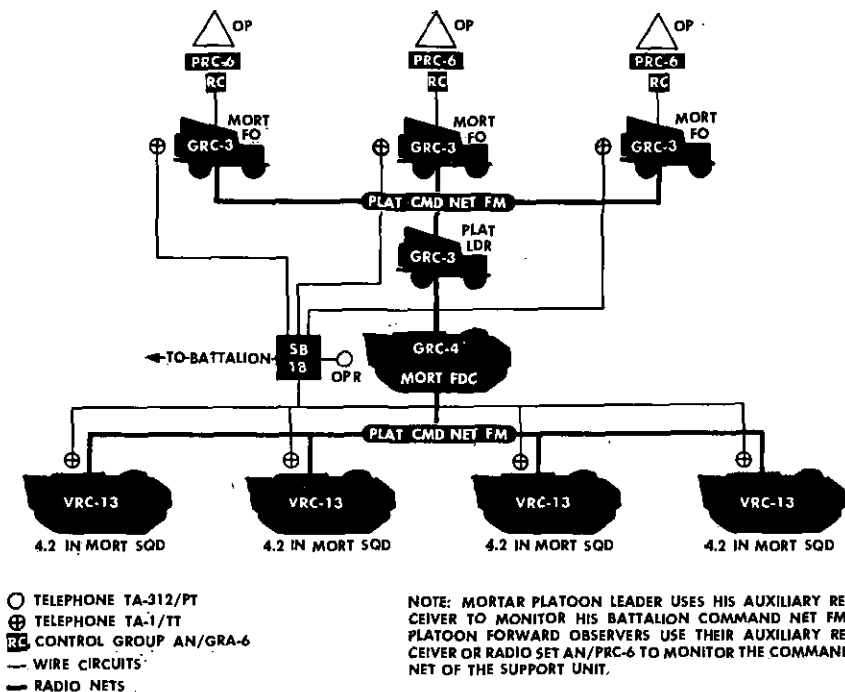 OP OP OP
PRC-6 PRC-6 PRC-6
RC RC RC
MORT FO MORT FO MORT FO
GRC-3 GRC-3 GRC-3
PLAT CMD NET FM
PLAT LDR
GRC-3
TO BATTALION
SB 18
OPR
GRC-4
MORT FDC
PLAT CMD NET FM
VRC-13 VRC-13 VRC-13 VRC-13
4.2 IN MORT SQD 4.2 IN MORT SQD 4.2 IN MORT SQD 4.2 IN MORT SQD
TELEPHONE TA-312/PT
TELEPHONE TA-1/TT
RC CONTROL GROUP AN/GRA-6
WIRE CIRCUITS
RADIO NETS
NOTE: MORTAR PLATOON LEADER USES HIS AUXILIARY RE-
CEIVER TO MONITOR HIS BATTALION COMMAND NET FM
PLATOON FORWARD OBSERVERS USE THEIR AUXILIARY RE
CEIVER OR RADIO SET AN/PRC-6 TO MONITOR THE COMMAN
NET OF THE SUPPORT UNIT.